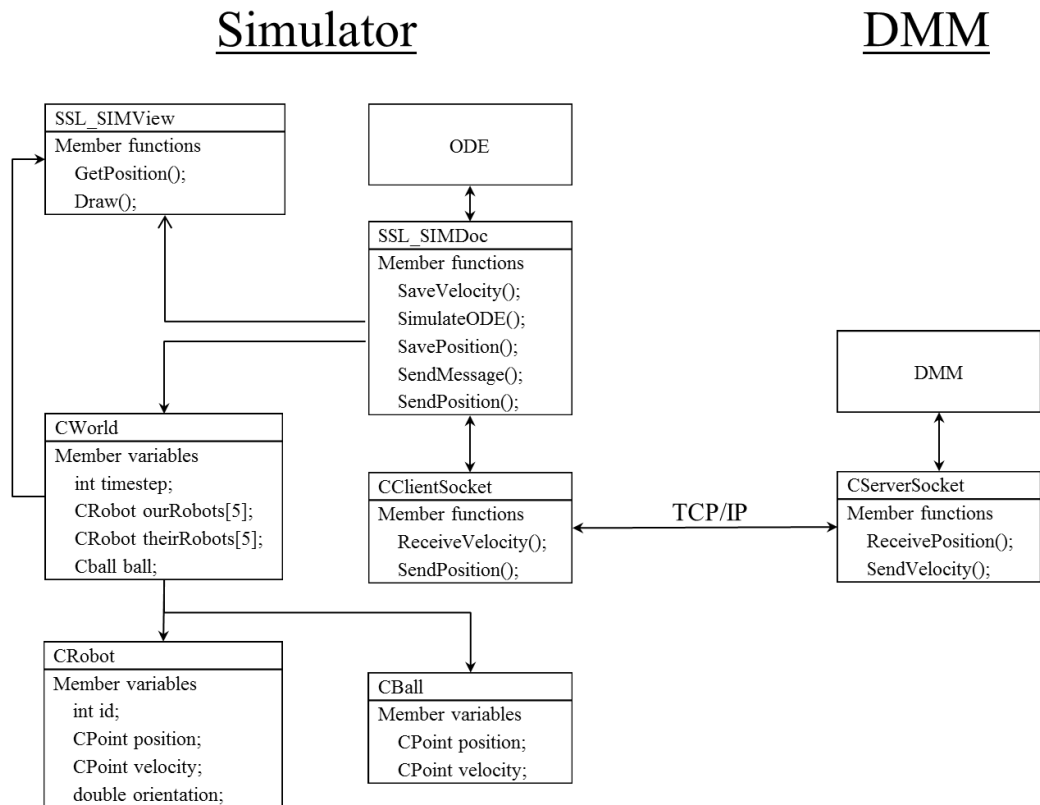 Simulator
DMM
SSL_SIMView
Member functions
GetPosition();
Draw();
ODE
SSL_SIMDoc
Member functions
SaveVelocity();
SimulateODE();
SavePosition();
SendMessage();
SendPosition();
DMM
CWorld
Member variables
int timestep;
CRobot ourRobots[5];
CRobot theirRobots[5];
Cball ball;
CClientSocket
Member functions
ReceiveVelocity();
SendPosition();
TCP/IP
CServerSocket
Member functions
ReceivePosition();
SendVelocity();
CRobot
Member variables
int id;
CPoint position;
CPoint velocity;
double orientation;
CBall
Member variables
CPoint position;
CPoint velocity;